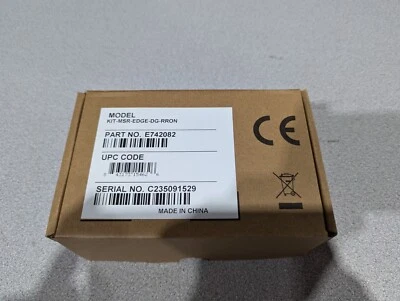 MODEL
KIT-MSR-EDGE-DG-RRON
PART NO. E742082
UPC CODE
SERIAL NO. C235091529
MADE IN CHINA
CE